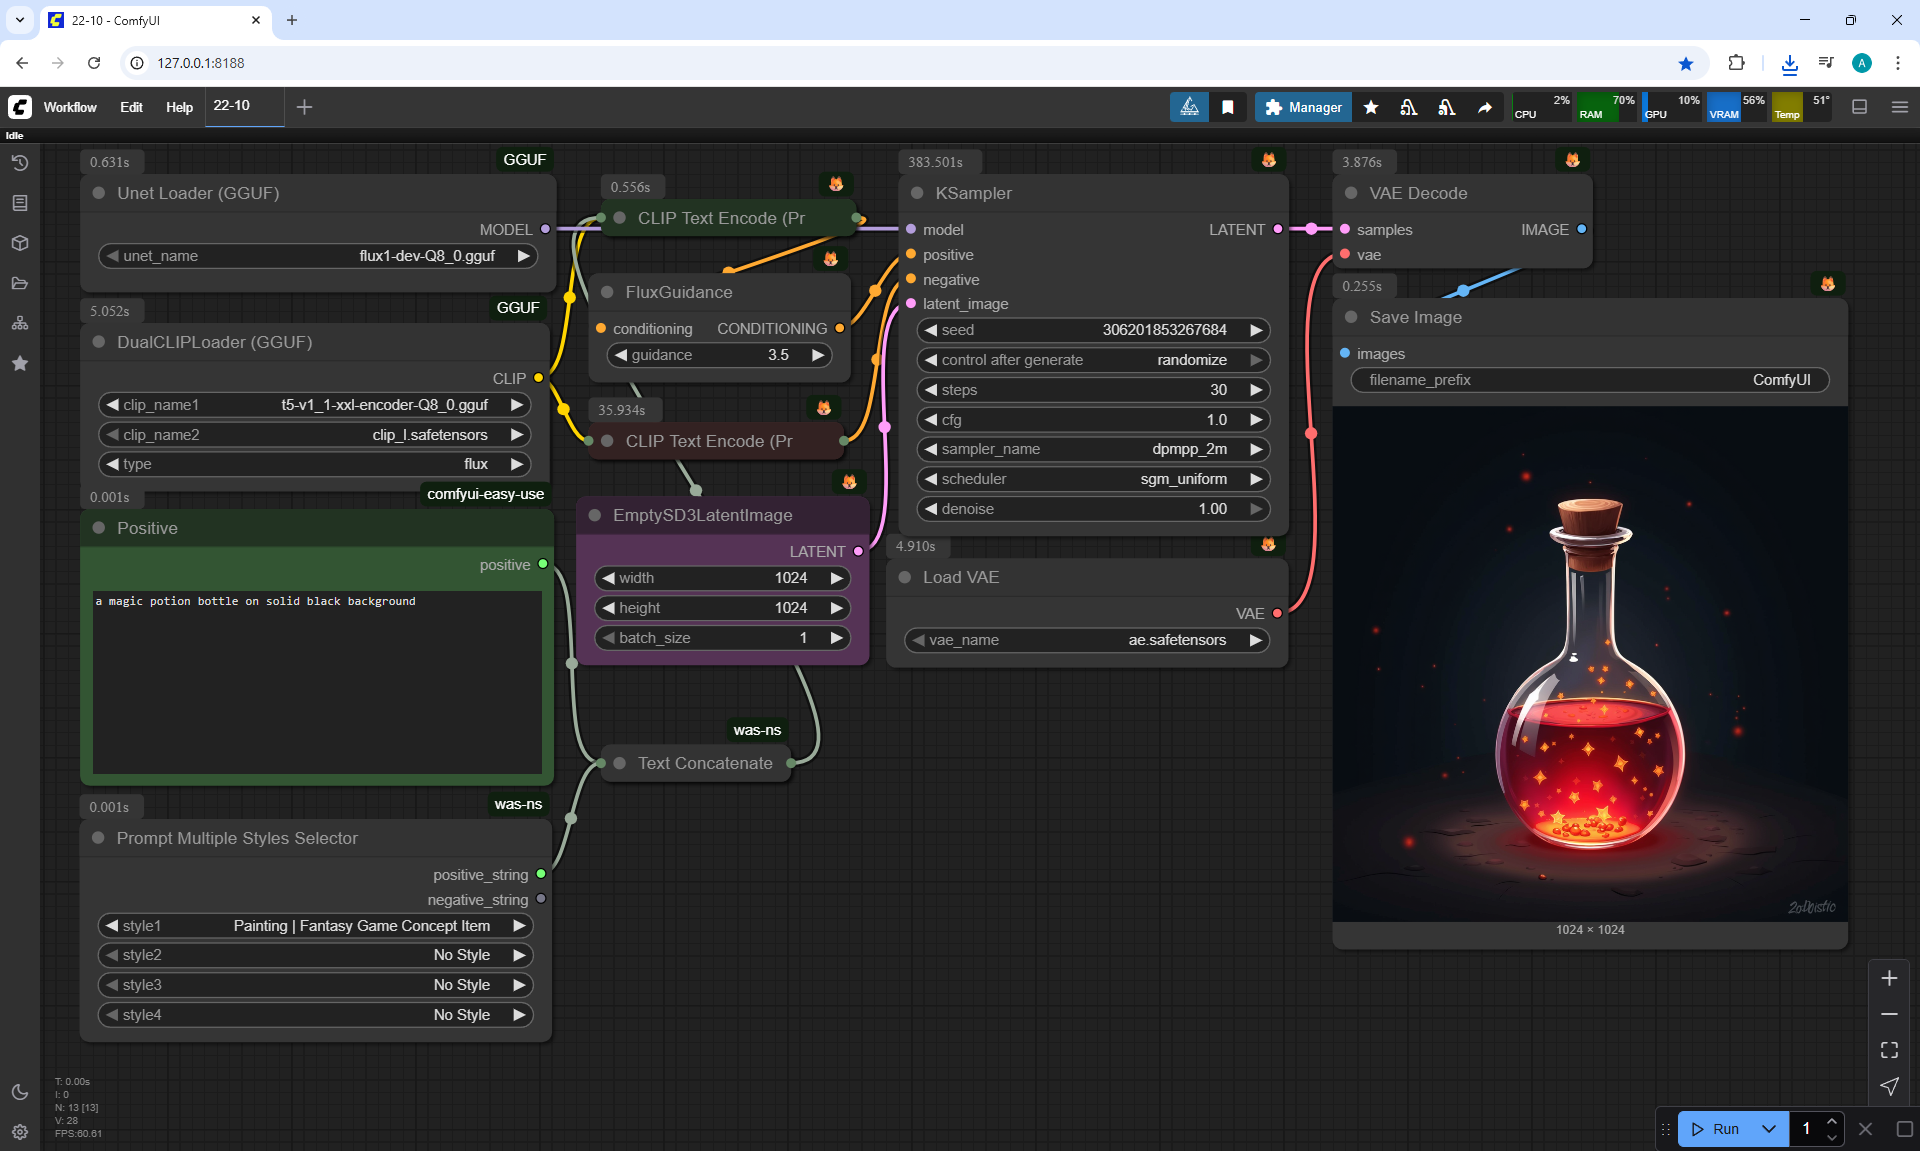 22-10 - ComfyUI
127.0.0.1:8188
Workflow Edit Help 22-10
Manager
CPU 2% RAM 70% GPU 10% VRAM 56% Temp 51°
Idle
0.631s GGUF
Unet Loader (GGUF)
MODEL
unet_name flux1-dev-Q8_0.gguf
5.052s GGUF
DualCLIPLoader (GGUF)
CLIP
clip_name1 t5-v1_1-xxl-encoder-Q8_0.gguf
clip_name2 clip_l.safetensors
type flux
0.001s comfyui-easy-use
Positive
positive
a magic potion bottle on solid black background
0.001s was-ns
Prompt Multiple Styles Selector
positive_string
negative_string
style1 Painting | Fantasy Game Concept Item
style2 No Style
style3 No Style
style4 No Style
0.556s
CLIP Text Encode (Pr
FluxGuidance
conditioning CONDITIONING
guidance 3.5
35.934s
CLIP Text Encode (Pr
EmptySD3LatentImage
LATENT
width 1024
height 1024
batch_size 1
was-ns
Text Concatenate
383.501s
KSampler
model LATENT
positive
negative
latent_image
seed 306201853267684
control after generate randomize
steps 30
cfg 1.0
sampler_name dpmpp_2m
scheduler sgm_uniform
denoise 1.00
4.910s
Load VAE
VAE
vae_name ae.safetensors
3.876s
VAE Decode
samples IMAGE
vae
0.255s
Save Image
images
filename_prefix ComfyUI
1024 × 1024
T: 0.00s
I: 0
N: 13 [13]
V: 28
FPS:60.61
Run 1
A